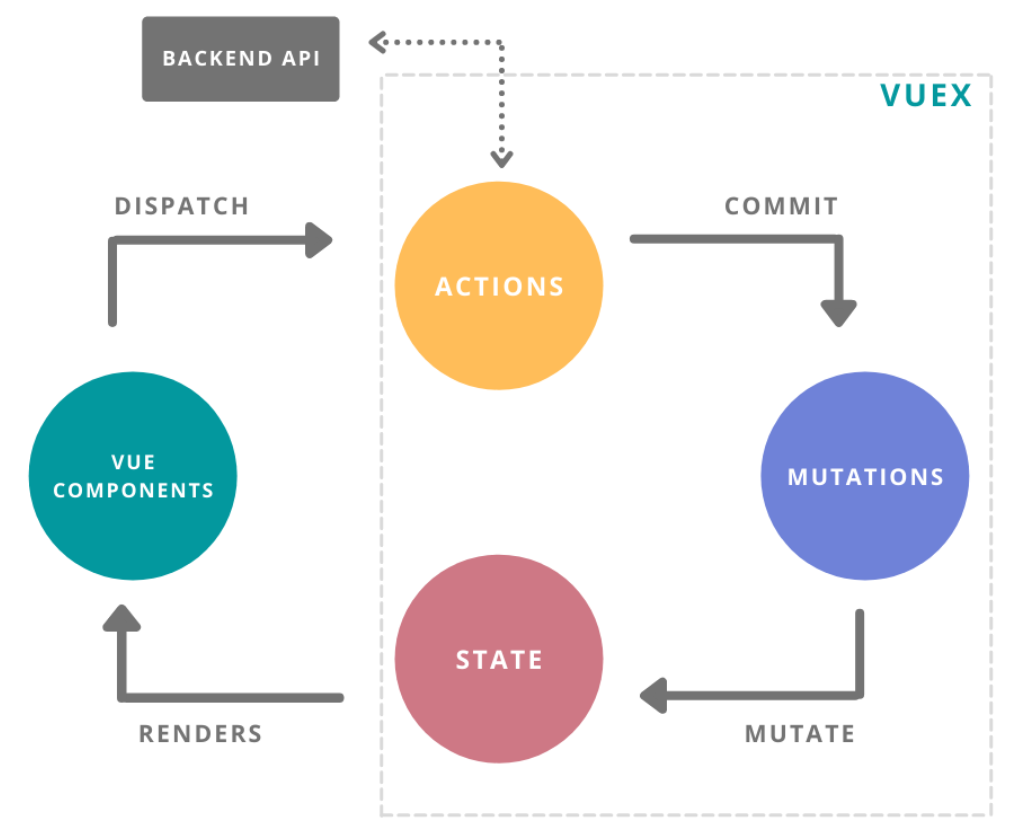 BACKEND API
VUEX
DISPATCH
COMMIT
ACTIONS
VUE
COMPONENTS
MUTATIONS
STATE
RENDERS
MUTATE